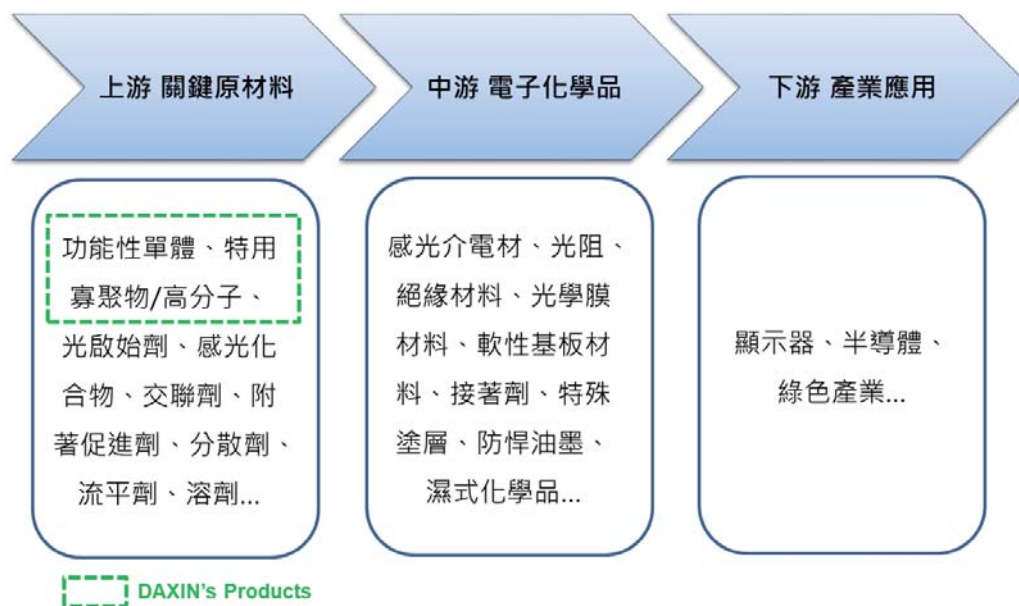 上游 關鍵原材料
中游 電子化學品
下游 產業應用
功能性單體、特用
寡聚物/高分子、
光啟始劑、感光化
合物、交聯劑、附
著促進劑、分散劑、
流平劑、溶劑...
感光介電材、光阻、
絕緣材料、光學膜
材料、軟性基板材
料、接著劑、特殊
塗層、防悍油墨、
濕式化學品...
顯示器、半導體、
綠色產業...
DAXIN's Products